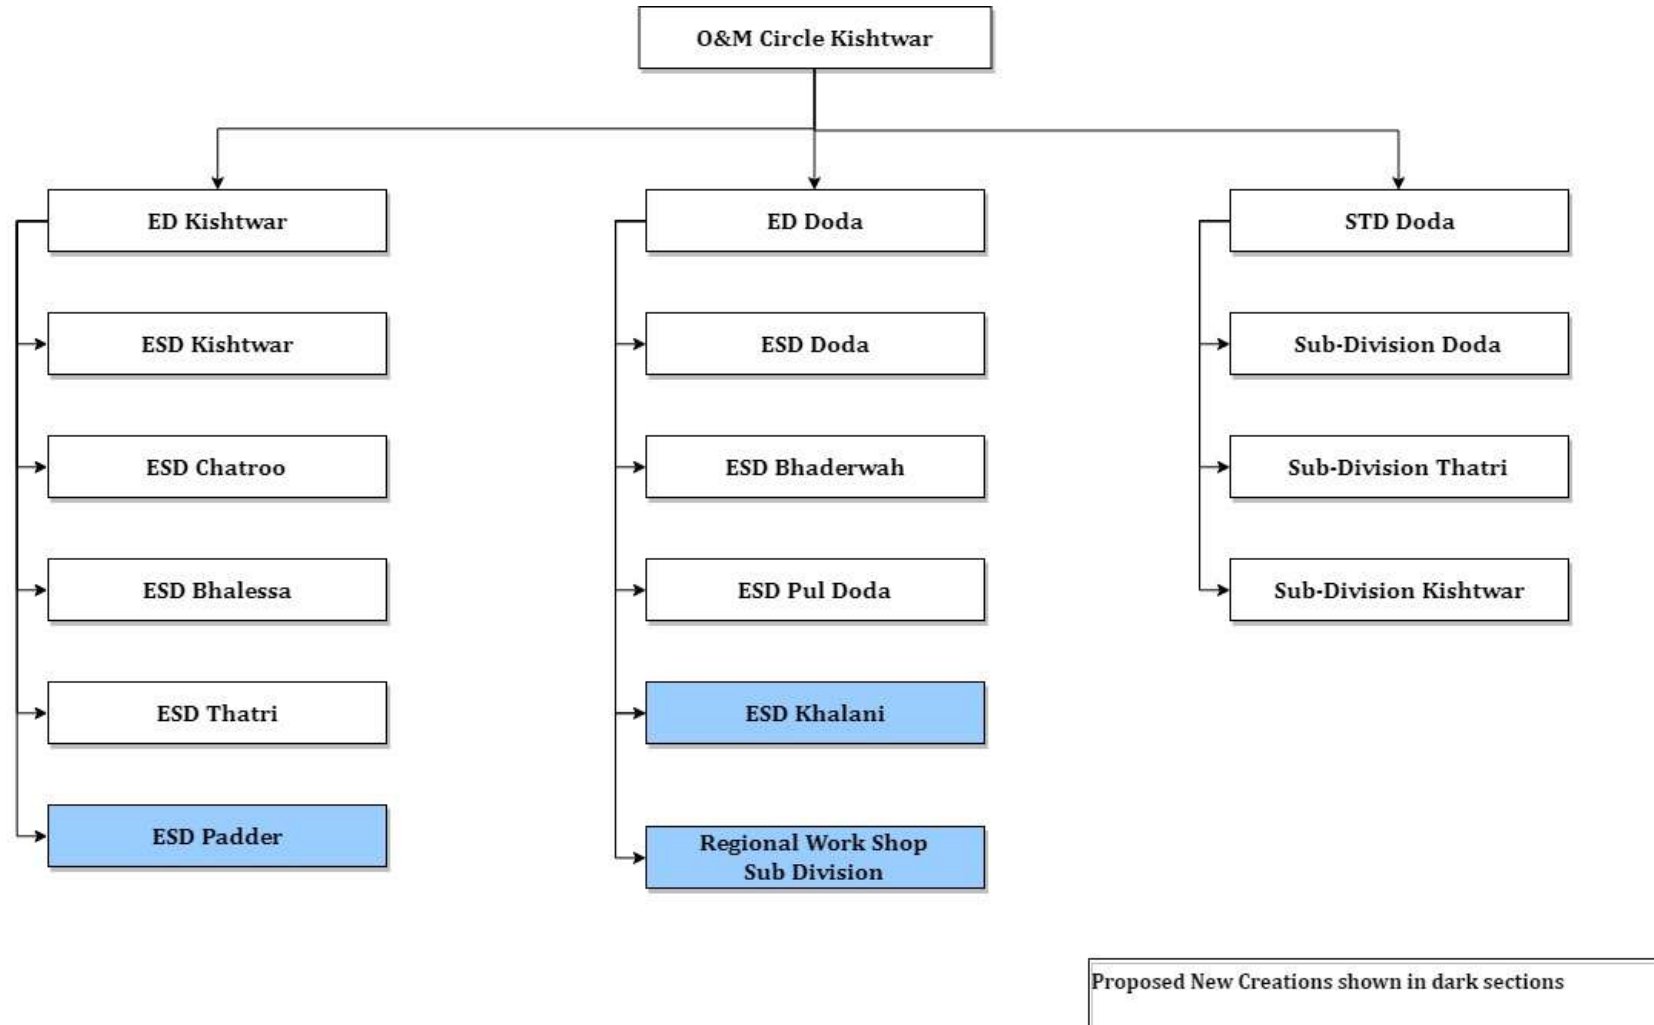 O&M Circle Kishtwar
ED Kishtwar
ESD Kishtwar
ESD Chatroo
ESD Bhalessa
ESD Thatri
ESD Padder
ED Doda
ESD Doda
ESD Bhaderwah
ESD Pul Doda
ESD Khalani
Regional Work Shop
Sub Division
STD Doda
Sub-Division Doda
Sub-Division Thatri
Sub-Division Kishtwar
Proposed New Creations shown in dark sections